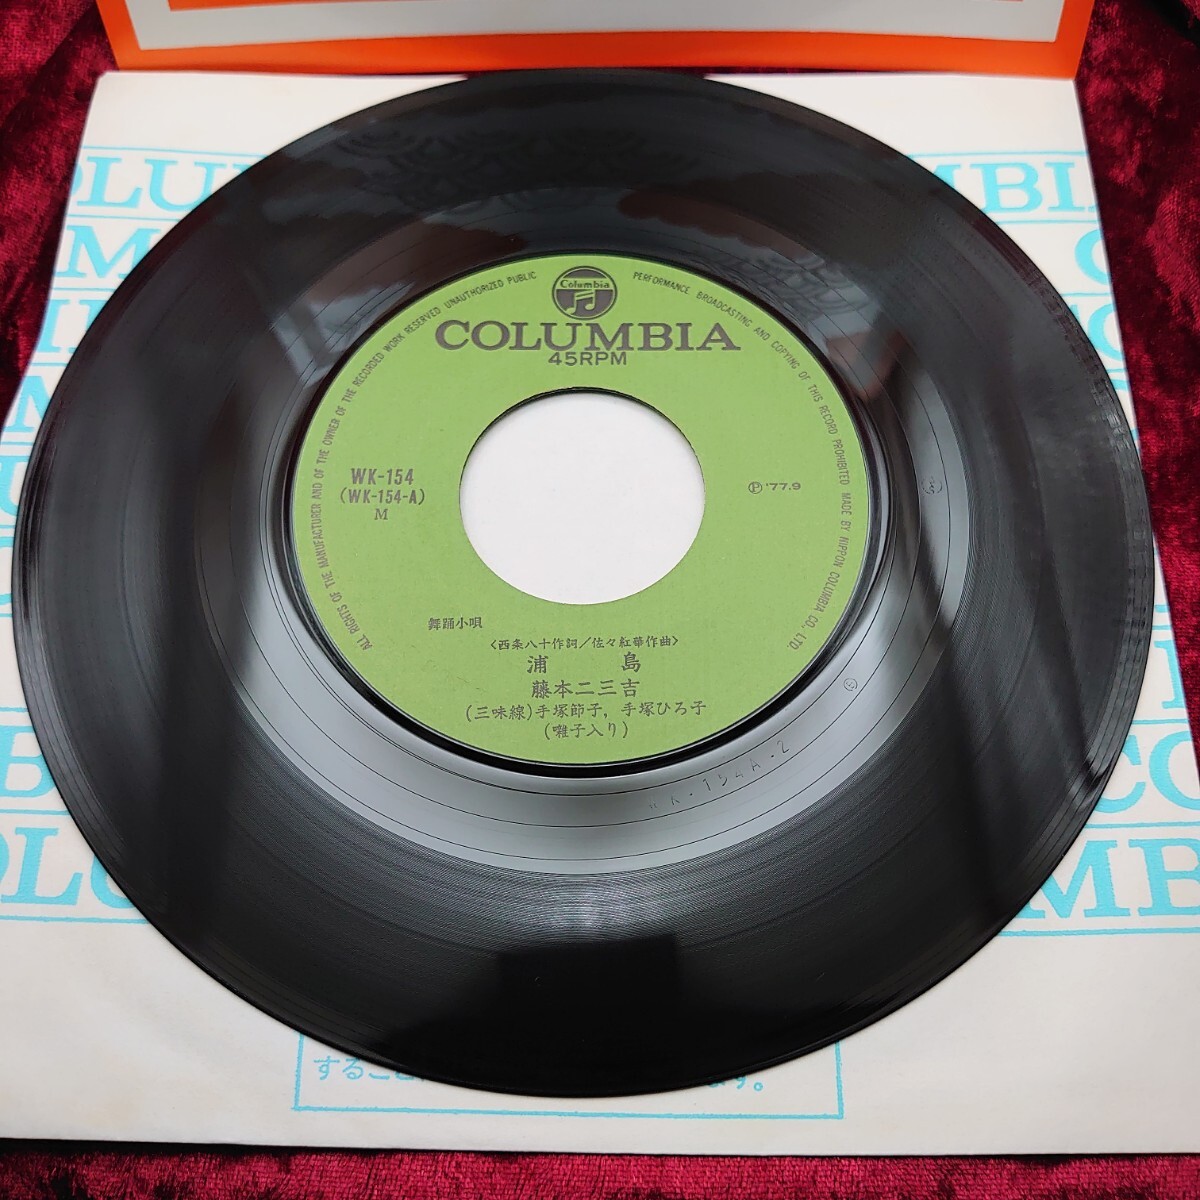 Columbia
COLUMBIA
45RPM
ALL RIGHTS OF THE MANUFACTURER AND OF THE OWNER OF THE RECORDED WORK RESERVED UNAUTHORIZED PUBLIC PERFORMANCE BROADCASTING AND COPYING OF THIS RECORD PROHIBITED MADE BY NIPPON COLUMBIA CO., LTD.
WK-154
(WK-154-A)
M
Ⓟ '77.9
舞踊小唄
〈西条八十作詞／佐々紅華作曲〉
浦島
藤本二三吉
(三味線)手塚節子, 手塚ひろ子
(囃子入り)
WK-154A-2
するこ
す。